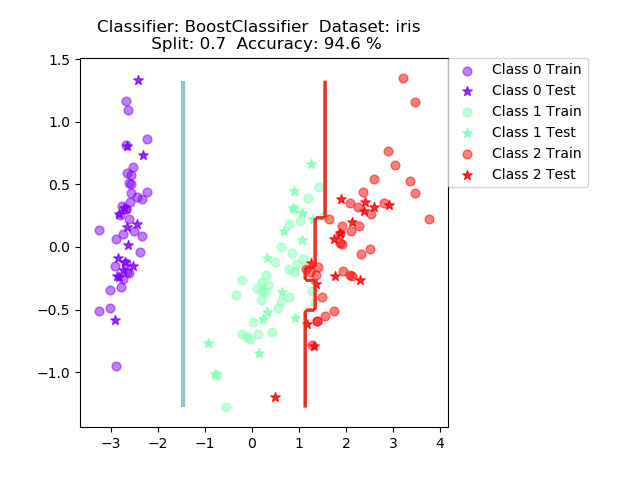 Classifier: BoostClassifier  Dataset: iris
Split: 0.7  Accuracy: 94.6 %
1.5
1.0
0.5
0.0
−0.5
−1.0
−3
−2
−1
0
1
2
3
4
Class 0 Train
Class 0 Test
Class 1 Train
Class 1 Test
Class 2 Train
Class 2 Test